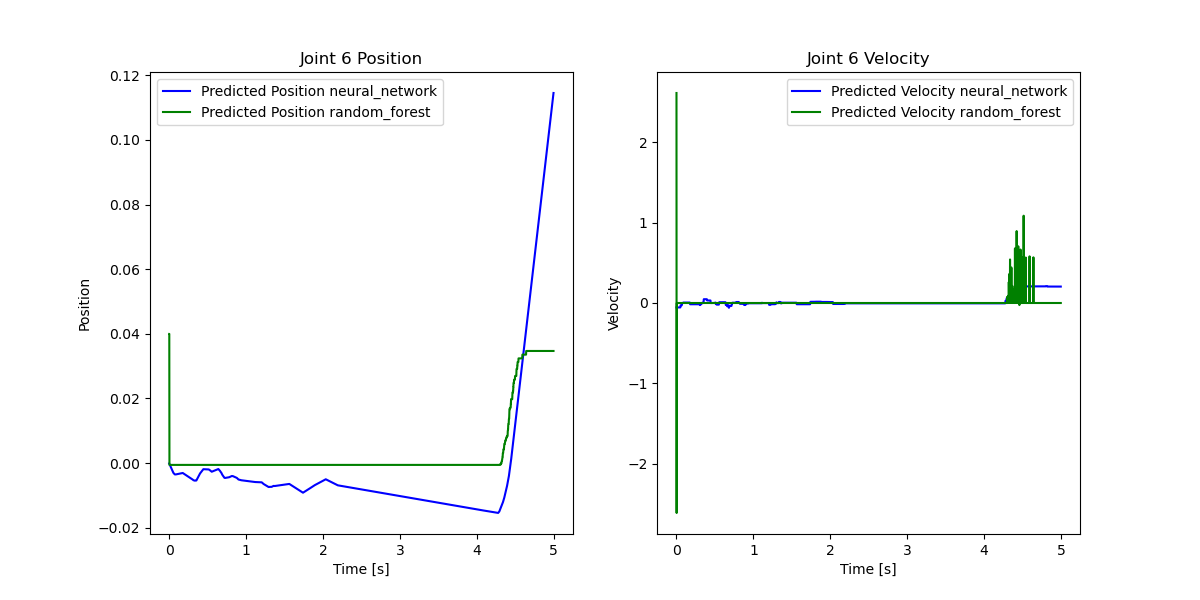 Joint 6 Position
Predicted Position neural_network
Predicted Position random_forest
0.12
0.10
0.08
0.06
0.04
0.02
0.00
−0.02
Position
0 1 2 3 4 5
Time [s]
Joint 6 Velocity
Predicted Velocity neural_network
Predicted Velocity random_forest
2
1
0
−1
−2
Velocity
0 1 2 3 4 5
Time [s]